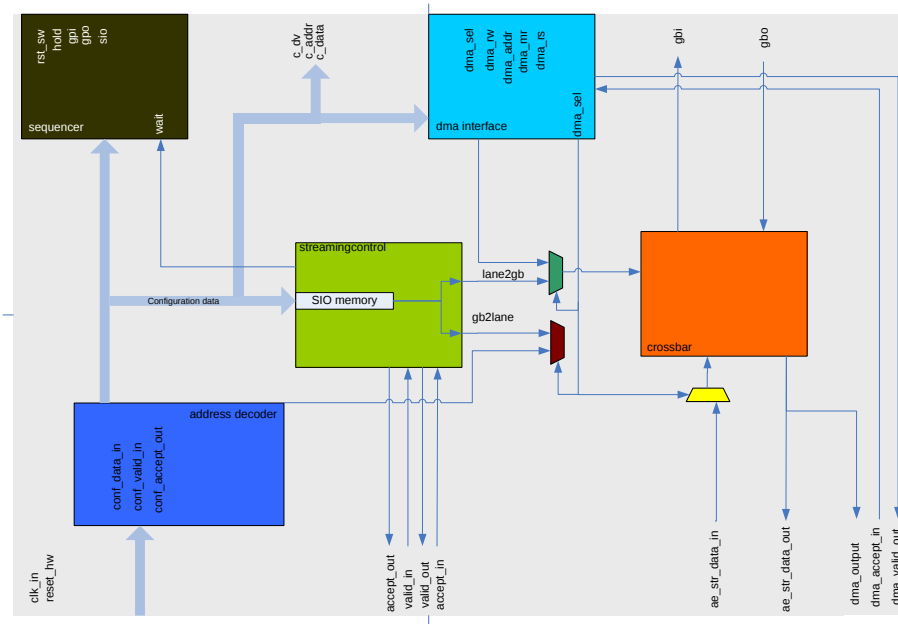 rst_sw
hold
gpi
gpo
sio
sequencer
wait
c_dv
c_addr
c_data
dma_sel
dma_rw
dma_addr
dma_mr
dma_rs
dma interface
dma_sel
gbi
gbo
streamingcontrol
SIO memory
lane2gb
gb2lane
Configuration data
crossbar
address decoder
conf_data_in
conf_valid_in
conf_accept_out
clk_in
reset_hw
accept_out
valid_in
valid_out
accept_in
ae_str_data_in
ae_str_data_out
dma_output
dma_accept_in
dma_valid_out